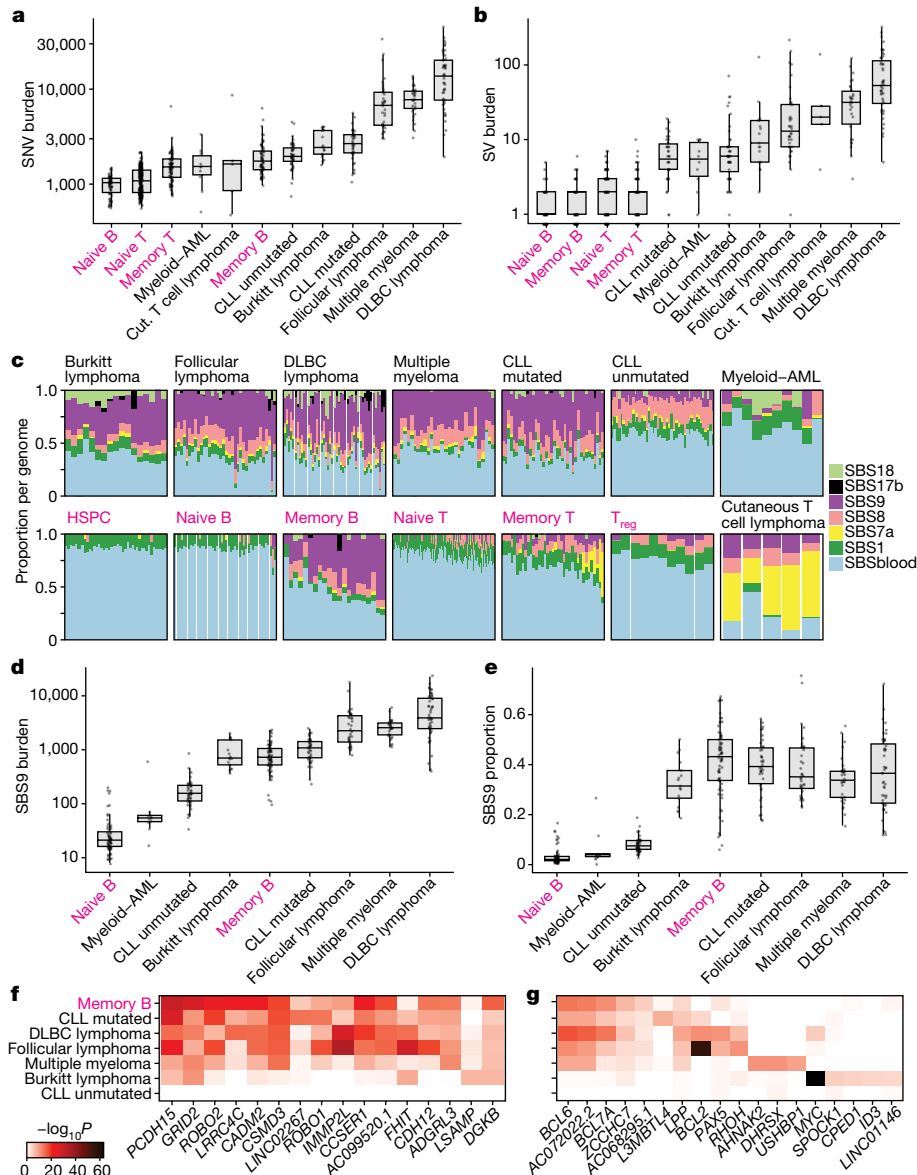 a
SNV burden
30,000
10,000
3,000
1,000
Naive B
Naive T
Memory T
Myeloid–AML
Cut. T cell lymphoma
Memory B
CLL unmutated
Burkitt lymphoma
CLL mutated
Follicular lymphoma
Multiple myeloma
DLBC lymphoma
b
SV burden
100
10
1
Naive B
Memory B
Naive T
Memory T
CLL mutated
Myeloid–AML
CLL unmutated
Burkitt lymphoma
Follicular lymphoma
Cut. T cell lymphoma
Multiple myeloma
DLBC lymphoma
c
Proportion per genome
Burkitt
lymphoma
Follicular
lymphoma
DLBC
lymphoma
Multiple
myeloma
CLL
mutated
CLL
unmutated
Myeloid–AML
1.0
0.5
0
HSPC
Naive B
Memory B
Naive T
Memory T
Treg
Cutaneous T
cell lymphoma
1.0
0.5
0
SBS18
SBS17b
SBS9
SBS8
SBS7a
SBS1
SBSblood
d
SBS9 burden
10,000
1,000
100
10
Naive B
Myeloid–AML
CLL unmutated
Burkitt lymphoma
Memory B
CLL mutated
Follicular lymphoma
Multiple myeloma
DLBC lymphoma
e
SBS9 proportion
0.6
0.4
0.2
0
Naive B
Myeloid–AML
CLL unmutated
Burkitt lymphoma
Memory B
CLL mutated
Follicular lymphoma
Multiple myeloma
DLBC lymphoma
f
Memory B
CLL mutated
DLBC lymphoma
Follicular lymphoma
Multiple myeloma
Burkitt lymphoma
CLL unmutated
PCDH15
GRID2
ROBO2
LRRC4C
CADM2
CSMD3
LINC02267
ROBO1
IMMP2L
CCSER1
AC099520.1
FHIT
CDH12
ADGRL3
LSAMP
DGKB
–log10P
0 20 40 60
g
BCL6
AC072022.2
BCL7A
ZCCHC7
AC068295.1
L3MBTL4
LPP
BCL2
PAX5
RHOH
AHNAK2
DHRSX
USHBP1
MYC
SPOCK1
CPED1
ID3
LINC01146